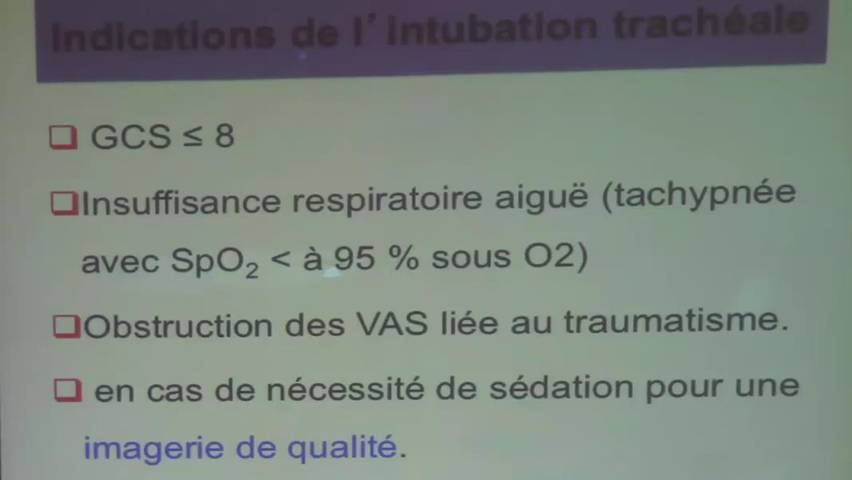 Indications de l' intubation trachéale
GCS ≤ 8
Insuffisance respiratoire aiguë (tachypnée
avec SpO₂ < à 95 % sous O2)
Obstruction des VAS liée au traumatisme.
en cas de nécessité de sédation pour une
imagerie de qualité.